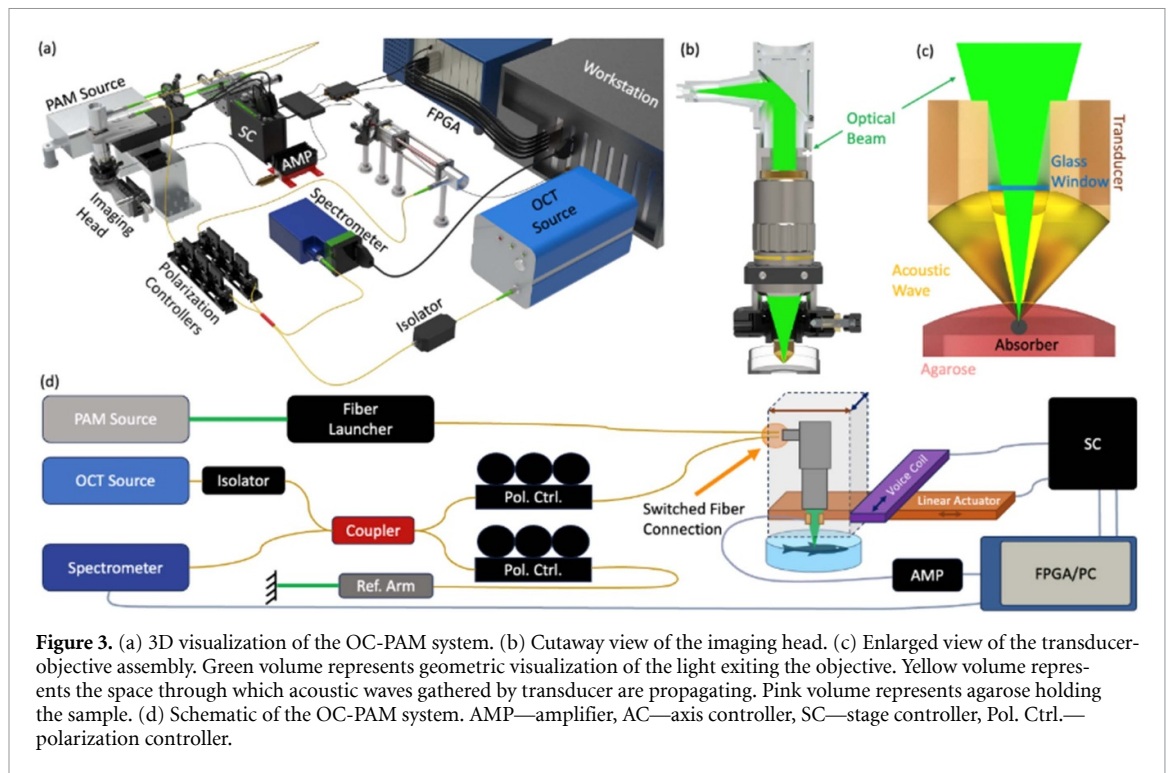 (a)
PAM Source
SC
AMP
FPGA
Workstation
Imaging
Head
Spectrometer
OCT
Source
Polarization
Controllers
Isolator
(b)
Optical
Beam
(c)
Transducer
Glass
Window
Acoustic
Wave
Absorber
Agarose
(d)
PAM Source
Fiber
Launcher
OCT Source
Isolator
Pol. Ctrl.
Coupler
Spectrometer
Pol. Ctrl.
Ref. Arm
Switched Fiber
Connection
Voice Coil
Linear Actuator
SC
AMP
FPGA/PC
Figure 3. (a) 3D visualization of the OC-PAM system. (b) Cutaway view of the imaging head. (c) Enlarged view of the transducer-
objective assembly. Green volume represents geometric visualization of the light exiting the objective. Yellow volume repres-
ents the space through which acoustic waves gathered by transducer are propagating. Pink volume represents agarose holding
the sample. (d) Schematic of the OC-PAM system. AMP—amplifier, AC—axis controller, SC—stage controller, Pol. Ctrl.—
polarization controller.